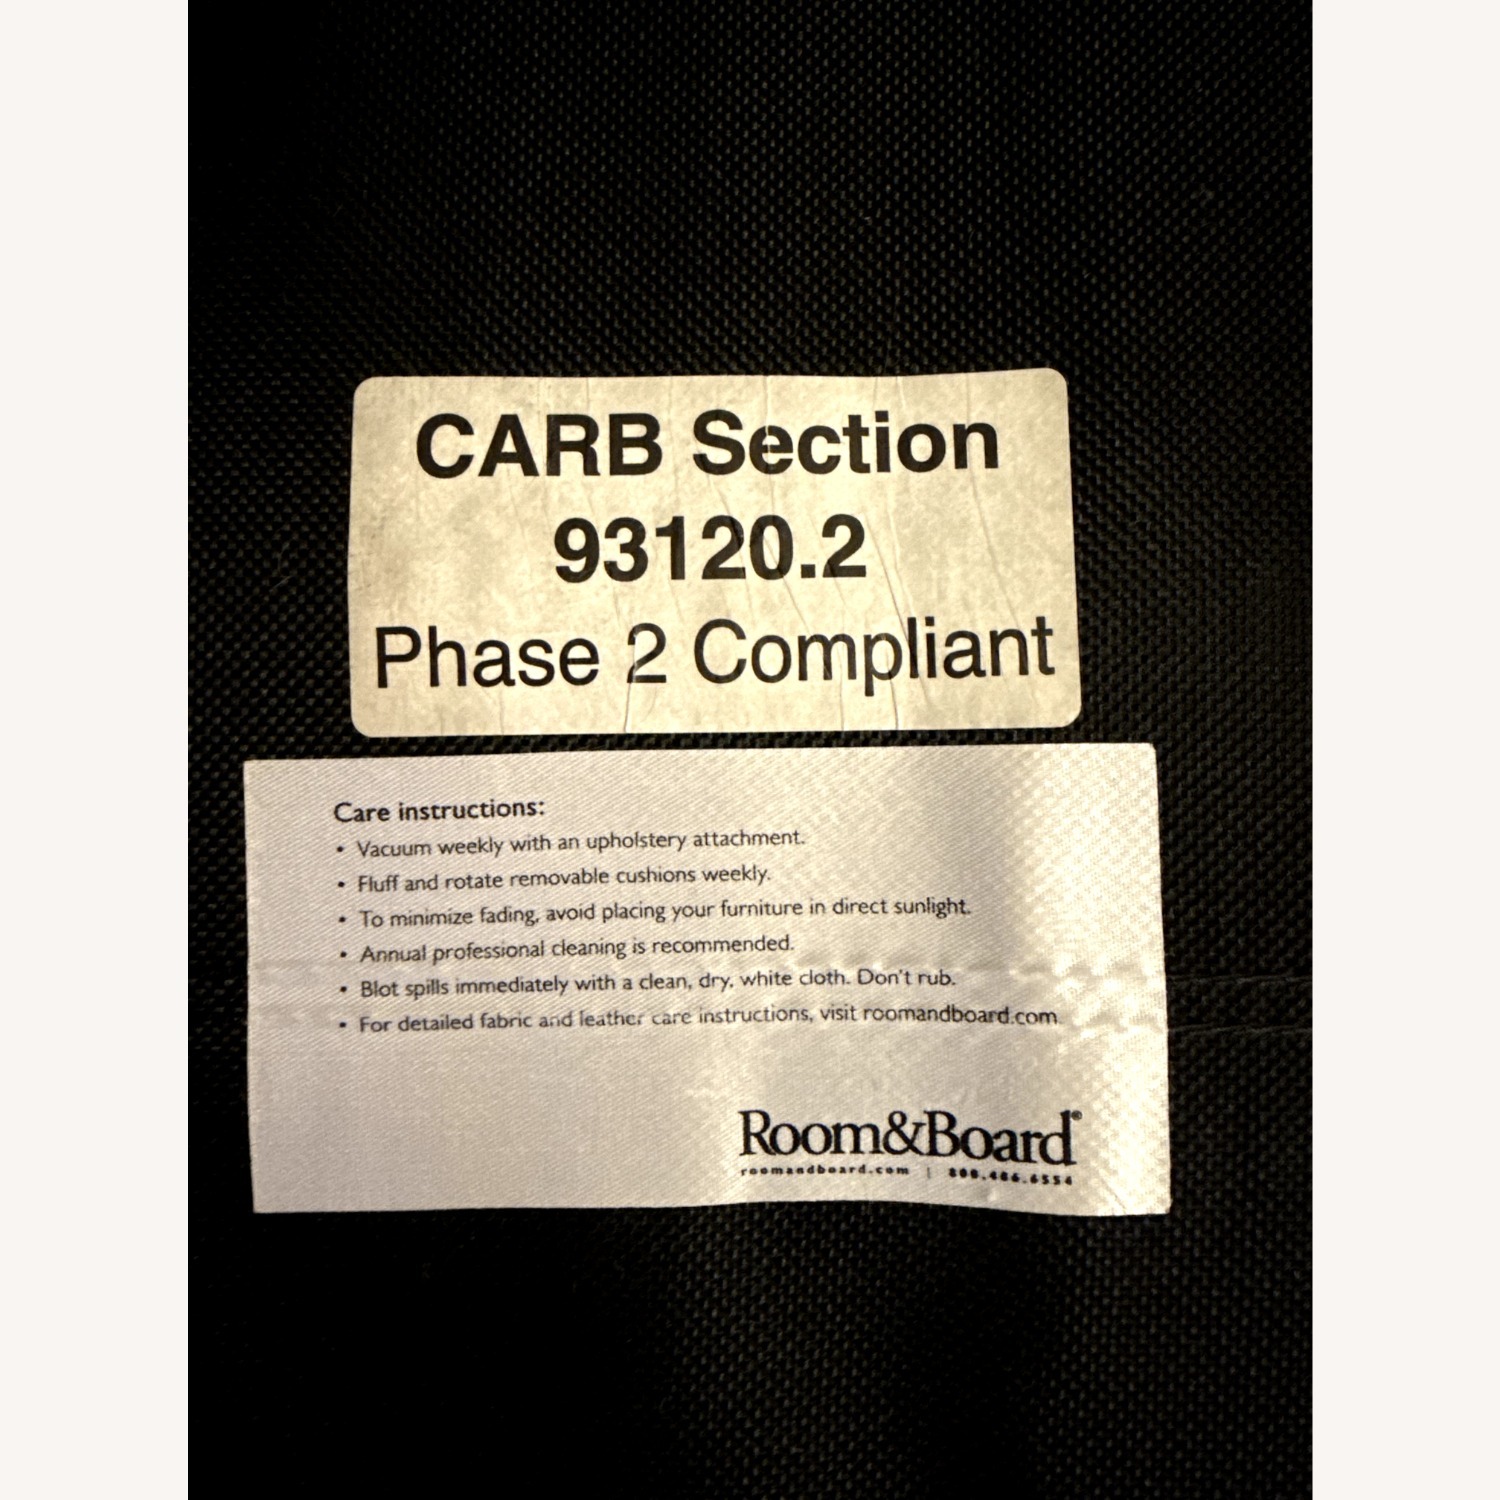 CARB Section
93120.2
Phase 2 Compliant
Care instructions:
• Vacuum weekly with an upholstery attachment.
• Fluff and rotate removable cushions weekly.
• To minimize fading, avoid placing your furniture in direct sunlight.
• Annual professional cleaning is recommended.
• Blot spills immediately with a clean, dry, white cloth. Don't rub.
• For detailed fabric and leather care instructions, visit roomandboard.com.
Room&Board®
roomandboard.com | 800.486.6554